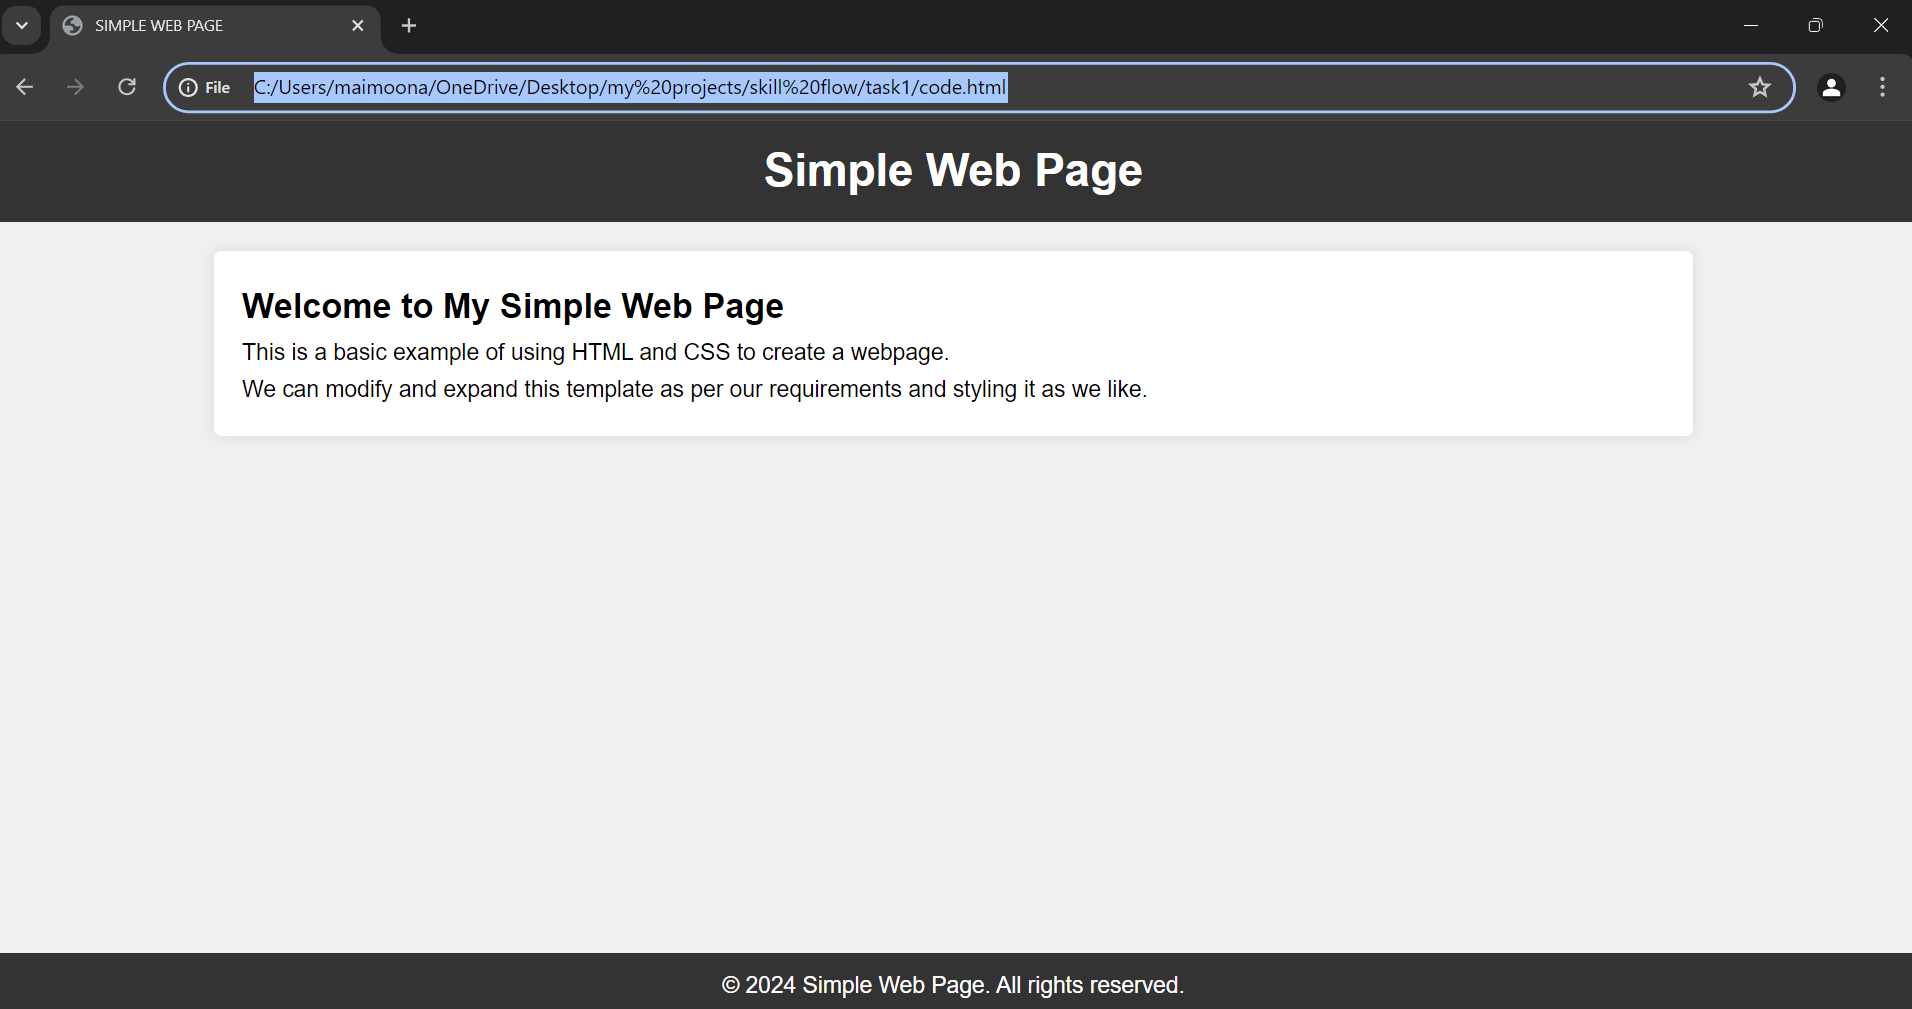 SIMPLE WEB PAGE
File C:/Users/maimoona/OneDrive/Desktop/my%20projects/skill%20flow/task1/code.html
Simple Web Page
Welcome to My Simple Web Page
This is a basic example of using HTML and CSS to create a webpage.
We can modify and expand this template as per our requirements and styling it as we like.
© 2024 Simple Web Page. All rights reserved.